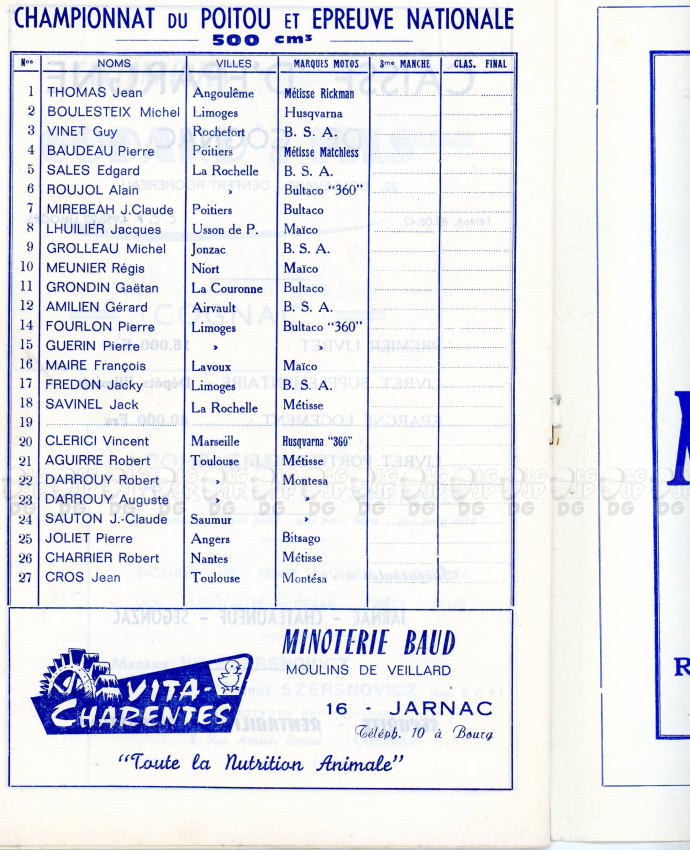 CHAMPIONNAT DU POITOU ET EPREUVE NATIONALE
500 cm³
Nos NOMS VILLES MARQUES MOTOS 3me MANCHE CLAS. FINAL
1 THOMAS Jean Angoulême Métisse Rickman
2 BOULESTEIX Michel Limoges Husqvarna
3 VINET Guy Rochefort B. S. A.
4 BAUDEAU Pierre Poitiers Métisse Matchless
5 SALES Edgard La Rochelle B. S. A.
6 ROUJOL Alain » Bultaco "360"
7 MIREBEAH J.Claude Poitiers Bultaco
8 LHUILIER Jacques Usson de P. Maïco
9 GROLLEAU Michel Jonzac B. S. A.
10 MEUNIER Régis Niort Maïco
11 GRONDIN Gaëtan La Couronne Bultaco
12 AMILIEN Gérard Airvault B. S. A.
14 FOURLON Pierre Limoges Bultaco "360"
15 GUERIN Pierre » »
16 MAIRE François Lavoux Maïco
17 FREDON Jacky Limoges B. S. A.
18 SAVINEL Jack La Rochelle Métisse
19
20 CLERICI Vincent Marseille Husqvarna "360"
21 AGUIRRE Robert Toulouse Métisse
22 DARROUY Robert » Montesa
23 DARROUY Auguste » »
24 SAUTON J.-Claude Saumur »
25 JOLIET Pierre Angers Bitsago
26 CHARRIER Robert Nantes Métisse
27 CROS Jean Toulouse Montésa
VITA-CHARENTES
MINOTERIE BAUD
MOULINS DE VEILLARD
16 - JARNAC
Téléph. 10 à Bourg
"Toute la Nutrition Animale"